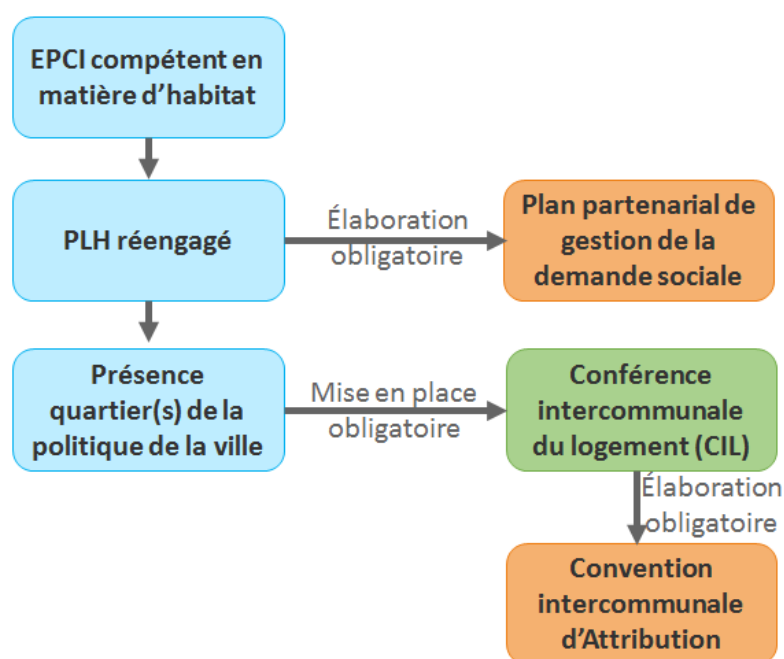 EPCI compétent en
matière d’habitat
PLH réengagé
Élaboration
obligatoire
Plan partenarial de
gestion de la
demande sociale
Présence
quartier(s) de la
politique de la ville
Mise en place
obligatoire
Conférence
intercommunale
du logement (CIL)
Élaboration
obligatoire
Convention
intercommunale
d’Attribution